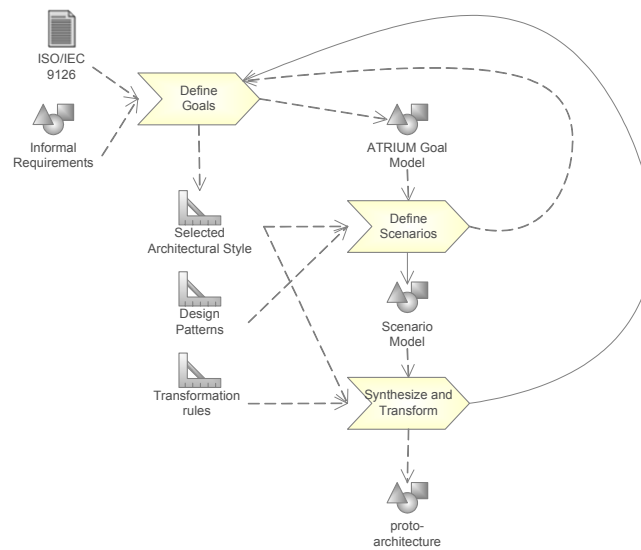 ISO/IEC
9126
Define
Goals
Informal
Requirements
ATRIUM Goal
Model
Selected
Architectural Style
Define
Scenarios
Design
Patterns
Scenario
Model
Transformation
rules
Synthesize and
Transform
proto-
architecture